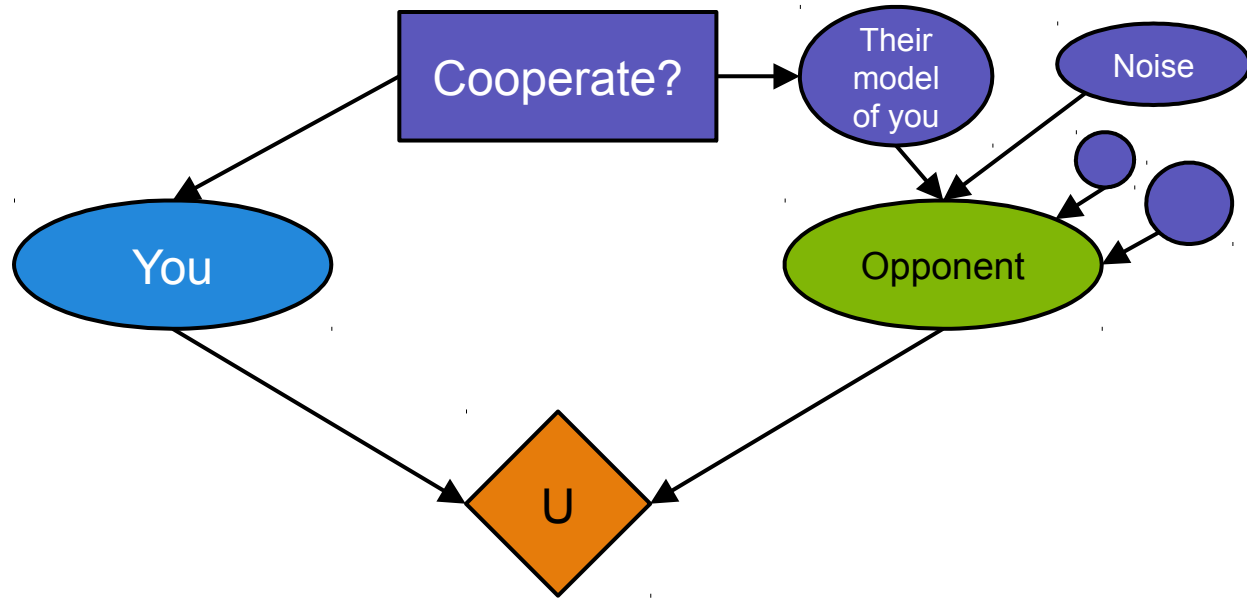 Cooperate?
Their
model
of you
Noise
You
Opponent
U